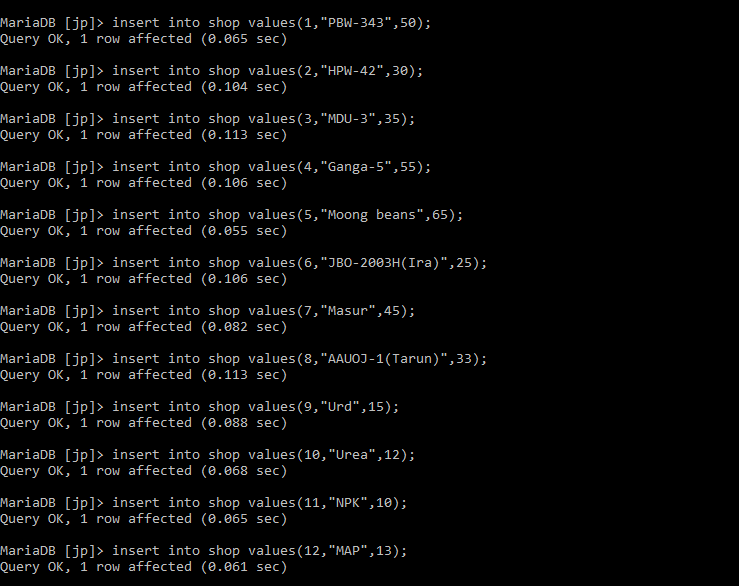 MariaDB [jp]> insert into shop values(1,"PBW-343",50);
Query OK, 1 row affected (0.065 sec)
MariaDB [jp]> insert into shop values(2,"HPW-42",30);
Query OK, 1 row affected (0.104 sec)
MariaDB [jp]> insert into shop values(3,"MDU-3",35);
Query OK, 1 row affected (0.113 sec)
MariaDB [jp]> insert into shop values(4,"Ganga-5",55);
Query OK, 1 row affected (0.106 sec)
MariaDB [jp]> insert into shop values(5,"Moong beans",65);
Query OK, 1 row affected (0.055 sec)
MariaDB [jp]> insert into shop values(6,"JBO-2003H(Ira)",25);
Query OK, 1 row affected (0.106 sec)
MariaDB [jp]> insert into shop values(7,"Masur",45);
Query OK, 1 row affected (0.082 sec)
MariaDB [jp]> insert into shop values(8,"AAUOJ-1(Tarun)",33);
Query OK, 1 row affected (0.113 sec)
MariaDB [jp]> insert into shop values(9,"Urd",15);
Query OK, 1 row affected (0.088 sec)
MariaDB [jp]> insert into shop values(10,"Urea",12);
Query OK, 1 row affected (0.068 sec)
MariaDB [jp]> insert into shop values(11,"NPK",10);
Query OK, 1 row affected (0.065 sec)
MariaDB [jp]> insert into shop values(12,"MAP",13);
Query OK, 1 row affected (0.061 sec)